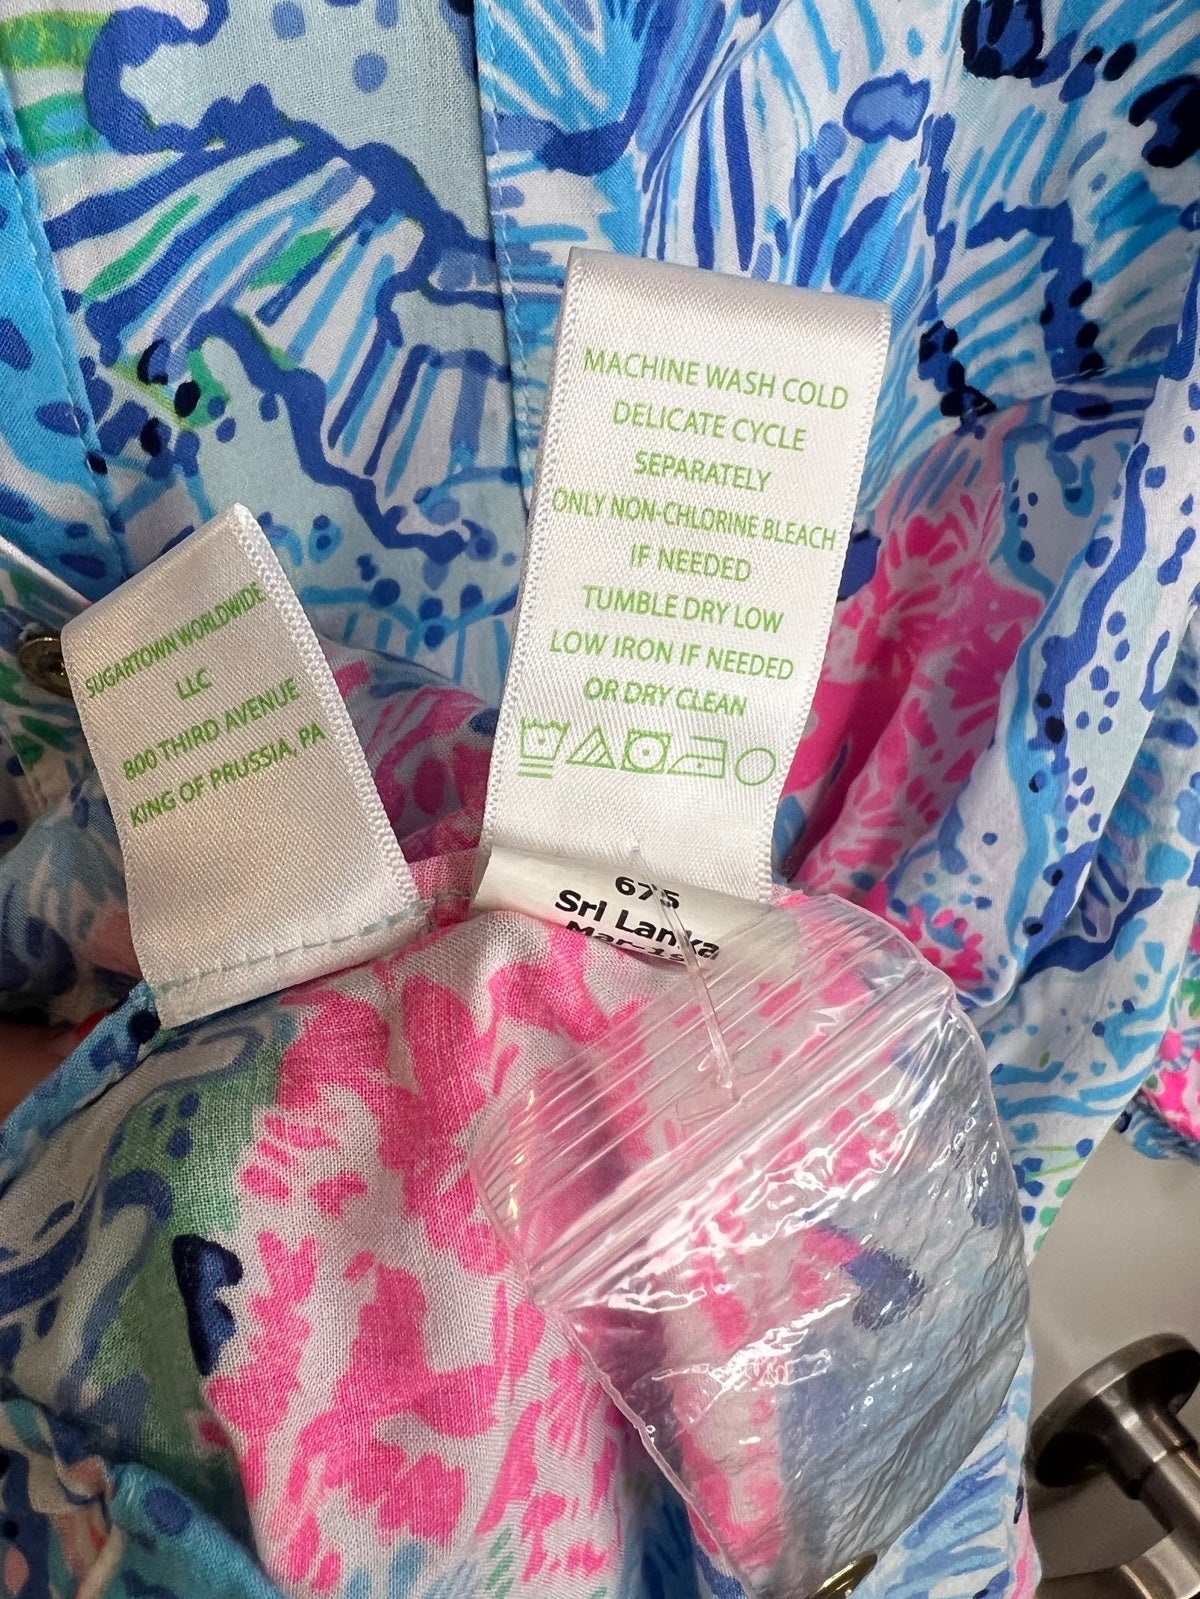 MACHINE WASH COLD
DELICATE CYCLE
SEPARATELY
ONLY NON-CHLORINE BLEACH
IF NEEDED
TUMBLE DRY LOW
LOW IRON IF NEEDED
OR DRY CLEAN
SUGARTOWN WORLDWIDE
LLC
800 THIRD AVENUE
KING OF PRUSSIA, PA
675
Sri Lanka